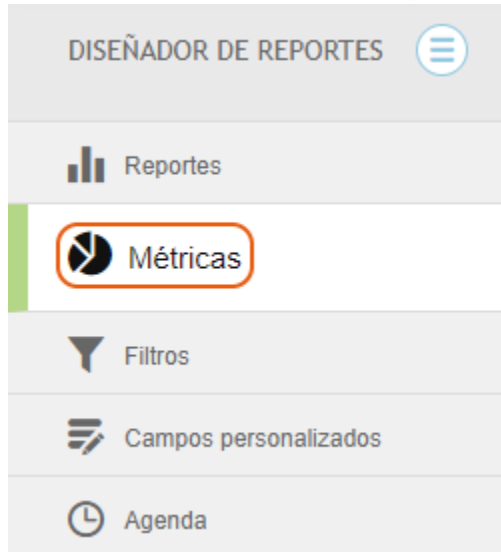 DISEÑADOR DE REPORTES
Reportes
Métricas
Filtros
Campos personalizados
Agenda